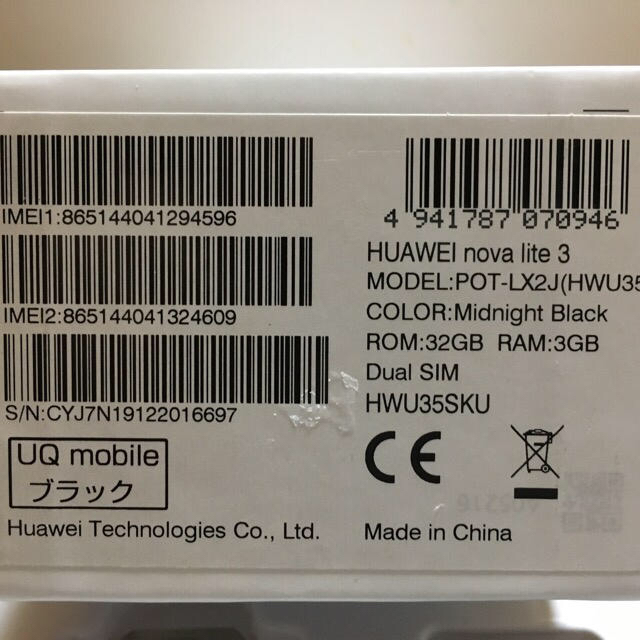 IMEI1:865144041294596
IMEI2:865144041324609
S/N:CYJ7N19122016697
UQ mobile
ブラック
Huawei Technologies Co., Ltd.
4 941787 070946
HUAWEI nova lite 3
MODEL:POT-LX2J(HWU35
COLOR:Midnight Black
ROM:32GB RAM:3GB
Dual SIM
HWU35SKU
CE
Made in China